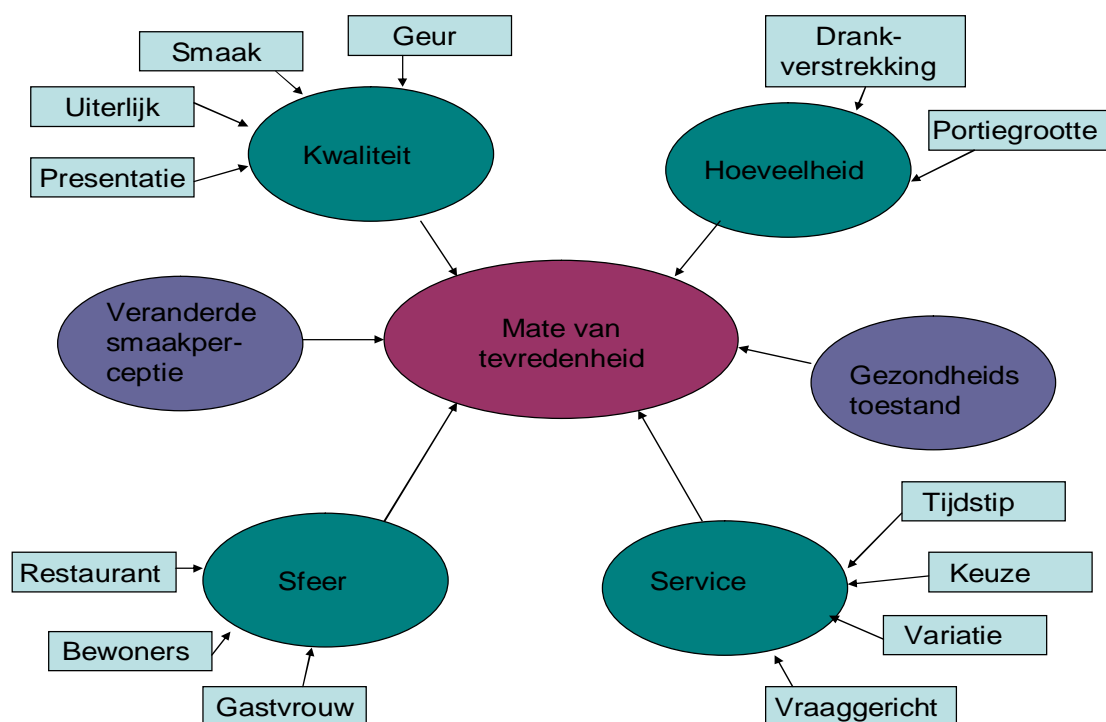 Geur
Smaak
Uiterlijk
Presentatie
Kwaliteit
Drank-
verstrekking
Portiegrootte
Hoeveelheid
Veranderde
smaakper-
ceptie
Mate van
tevredenheid
Gezondheids
toestand
Restaurant
Sfeer
Bewoners
Gastvrouw
Service
Tijdstip
Keuze
Variatie
Vraaggericht